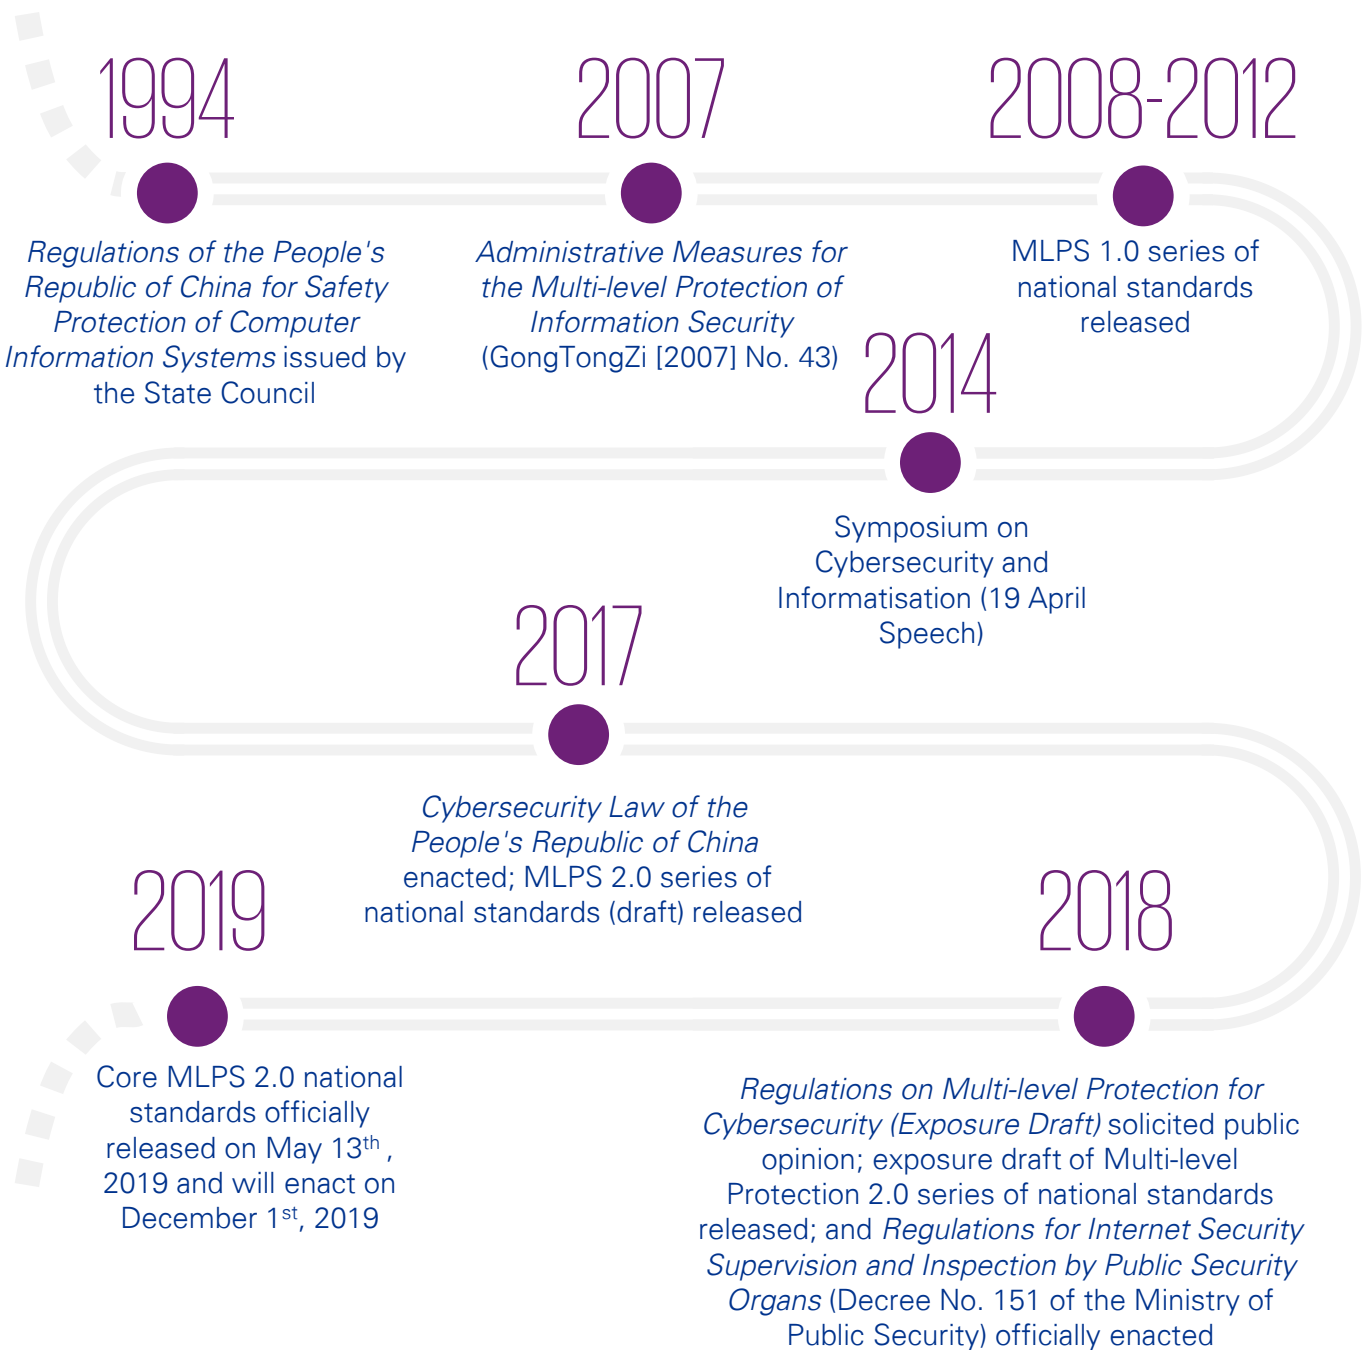 1994
Regulations of the People's
Republic of China for Safety
Protection of Computer
Information Systems issued by
the State Council
2007
Administrative Measures for
the Multi-level Protection of
Information Security
(GongTongZi [2007] No. 43)
2008-2012
MLPS 1.0 series of
national standards
released
2014
Symposium on
Cybersecurity and
Informatisation (19 April
Speech)
2017
Cybersecurity Law of the
People's Republic of China
enacted; MLPS 2.0 series of
national standards (draft) released
2018
Regulations on Multi-level Protection for
Cybersecurity (Exposure Draft) solicited public
opinion; exposure draft of Multi-level
Protection 2.0 series of national standards
released; and Regulations for Internet Security
Supervision and Inspection by Public Security
Organs (Decree No. 151 of the Ministry of
Public Security) officially enacted
2019
Core MLPS 2.0 national
standards officially
released on May 13th ,
2019 and will enact on
December 1st, 2019